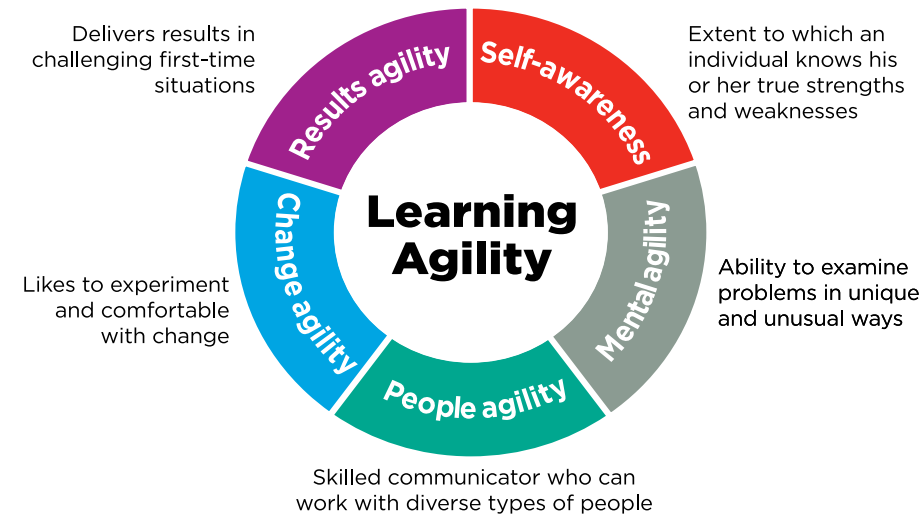 Learning
Agility
Self-awareness
Extent to which an
individual knows his
or her true strengths
and weaknesses
Mental agility
Ability to examine
problems in unique
and unusual ways
People agility
Skilled communicator who can
work with diverse types of people
Change agility
Likes to experiment
and comfortable
with change
Results agility
Delivers results in
challenging first-time
situations